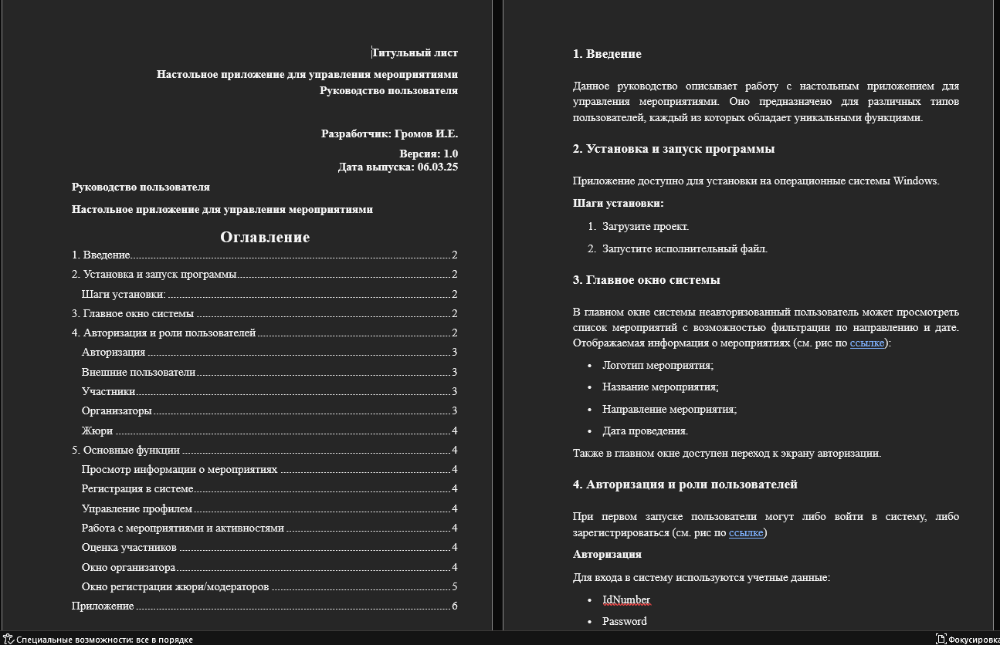 Титульный лист
Настольное приложение для управления мероприятиями
Руководство пользователя
Разработчик: Громов И.Е.
Версия: 1.0
Дата выпуска: 06.03.25
Руководство пользователя
Настольное приложение для управления мероприятиями
Оглавление
1. Введение 2
2. Установка и запуск программы 2
Шаги установки: 2
3. Главное окно системы 2
4. Авторизация и роли пользователей 2
Авторизация 3
Внешние пользователи 3
Участники 3
Организаторы 3
Жюри 4
5. Основные функции 4
Просмотр информации о мероприятиях 4
Регистрация в системе 4
Управление профилем 4
Работа с мероприятиями и активностями 4
Оценка участников 4
Окно организатора 4
Окно регистрации жюри/модераторов 5
Приложение 6
1. Введение
Данное руководство описывает работу с настольным приложением для
управления мероприятиями. Оно предназначено для различных типов
пользователей, каждый из которых обладает уникальными функциями.
2. Установка и запуск программы
Приложение доступно для установки на операционные системы Windows.
Шаги установки:
1. Загрузите проект.
2. Запустите исполнительный файл.
3. Главное окно системы
В главном окне системы неавторизованный пользователь может просмотреть
список мероприятий с возможностью фильтрации по направлению и дате.
Отображаемая информация о мероприятиях (см. рис по ссылке):
• Логотип мероприятия;
• Название мероприятия;
• Направление мероприятия;
• Дата проведения.
Также в главном окне доступен переход к экрану авторизации.
4. Авторизация и роли пользователей
При первом запуске пользователи могут либо войти в систему, либо
зарегистрироваться (см. рис по ссылке)
Авторизация
Для входа в систему используются учетные данные:
• IdNumber
• Password
Специальные возможности: все в порядке
Фокусировка